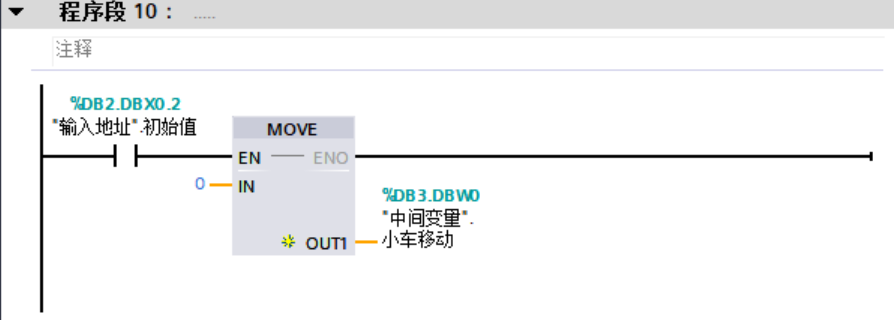 程序段 10： .....
注释
%DB2.DBX0.2
"输入地址".初始值
MOVE
EN ENO
0 IN
%DB3.DBW0
"中间变量".
小车移动
OUT1